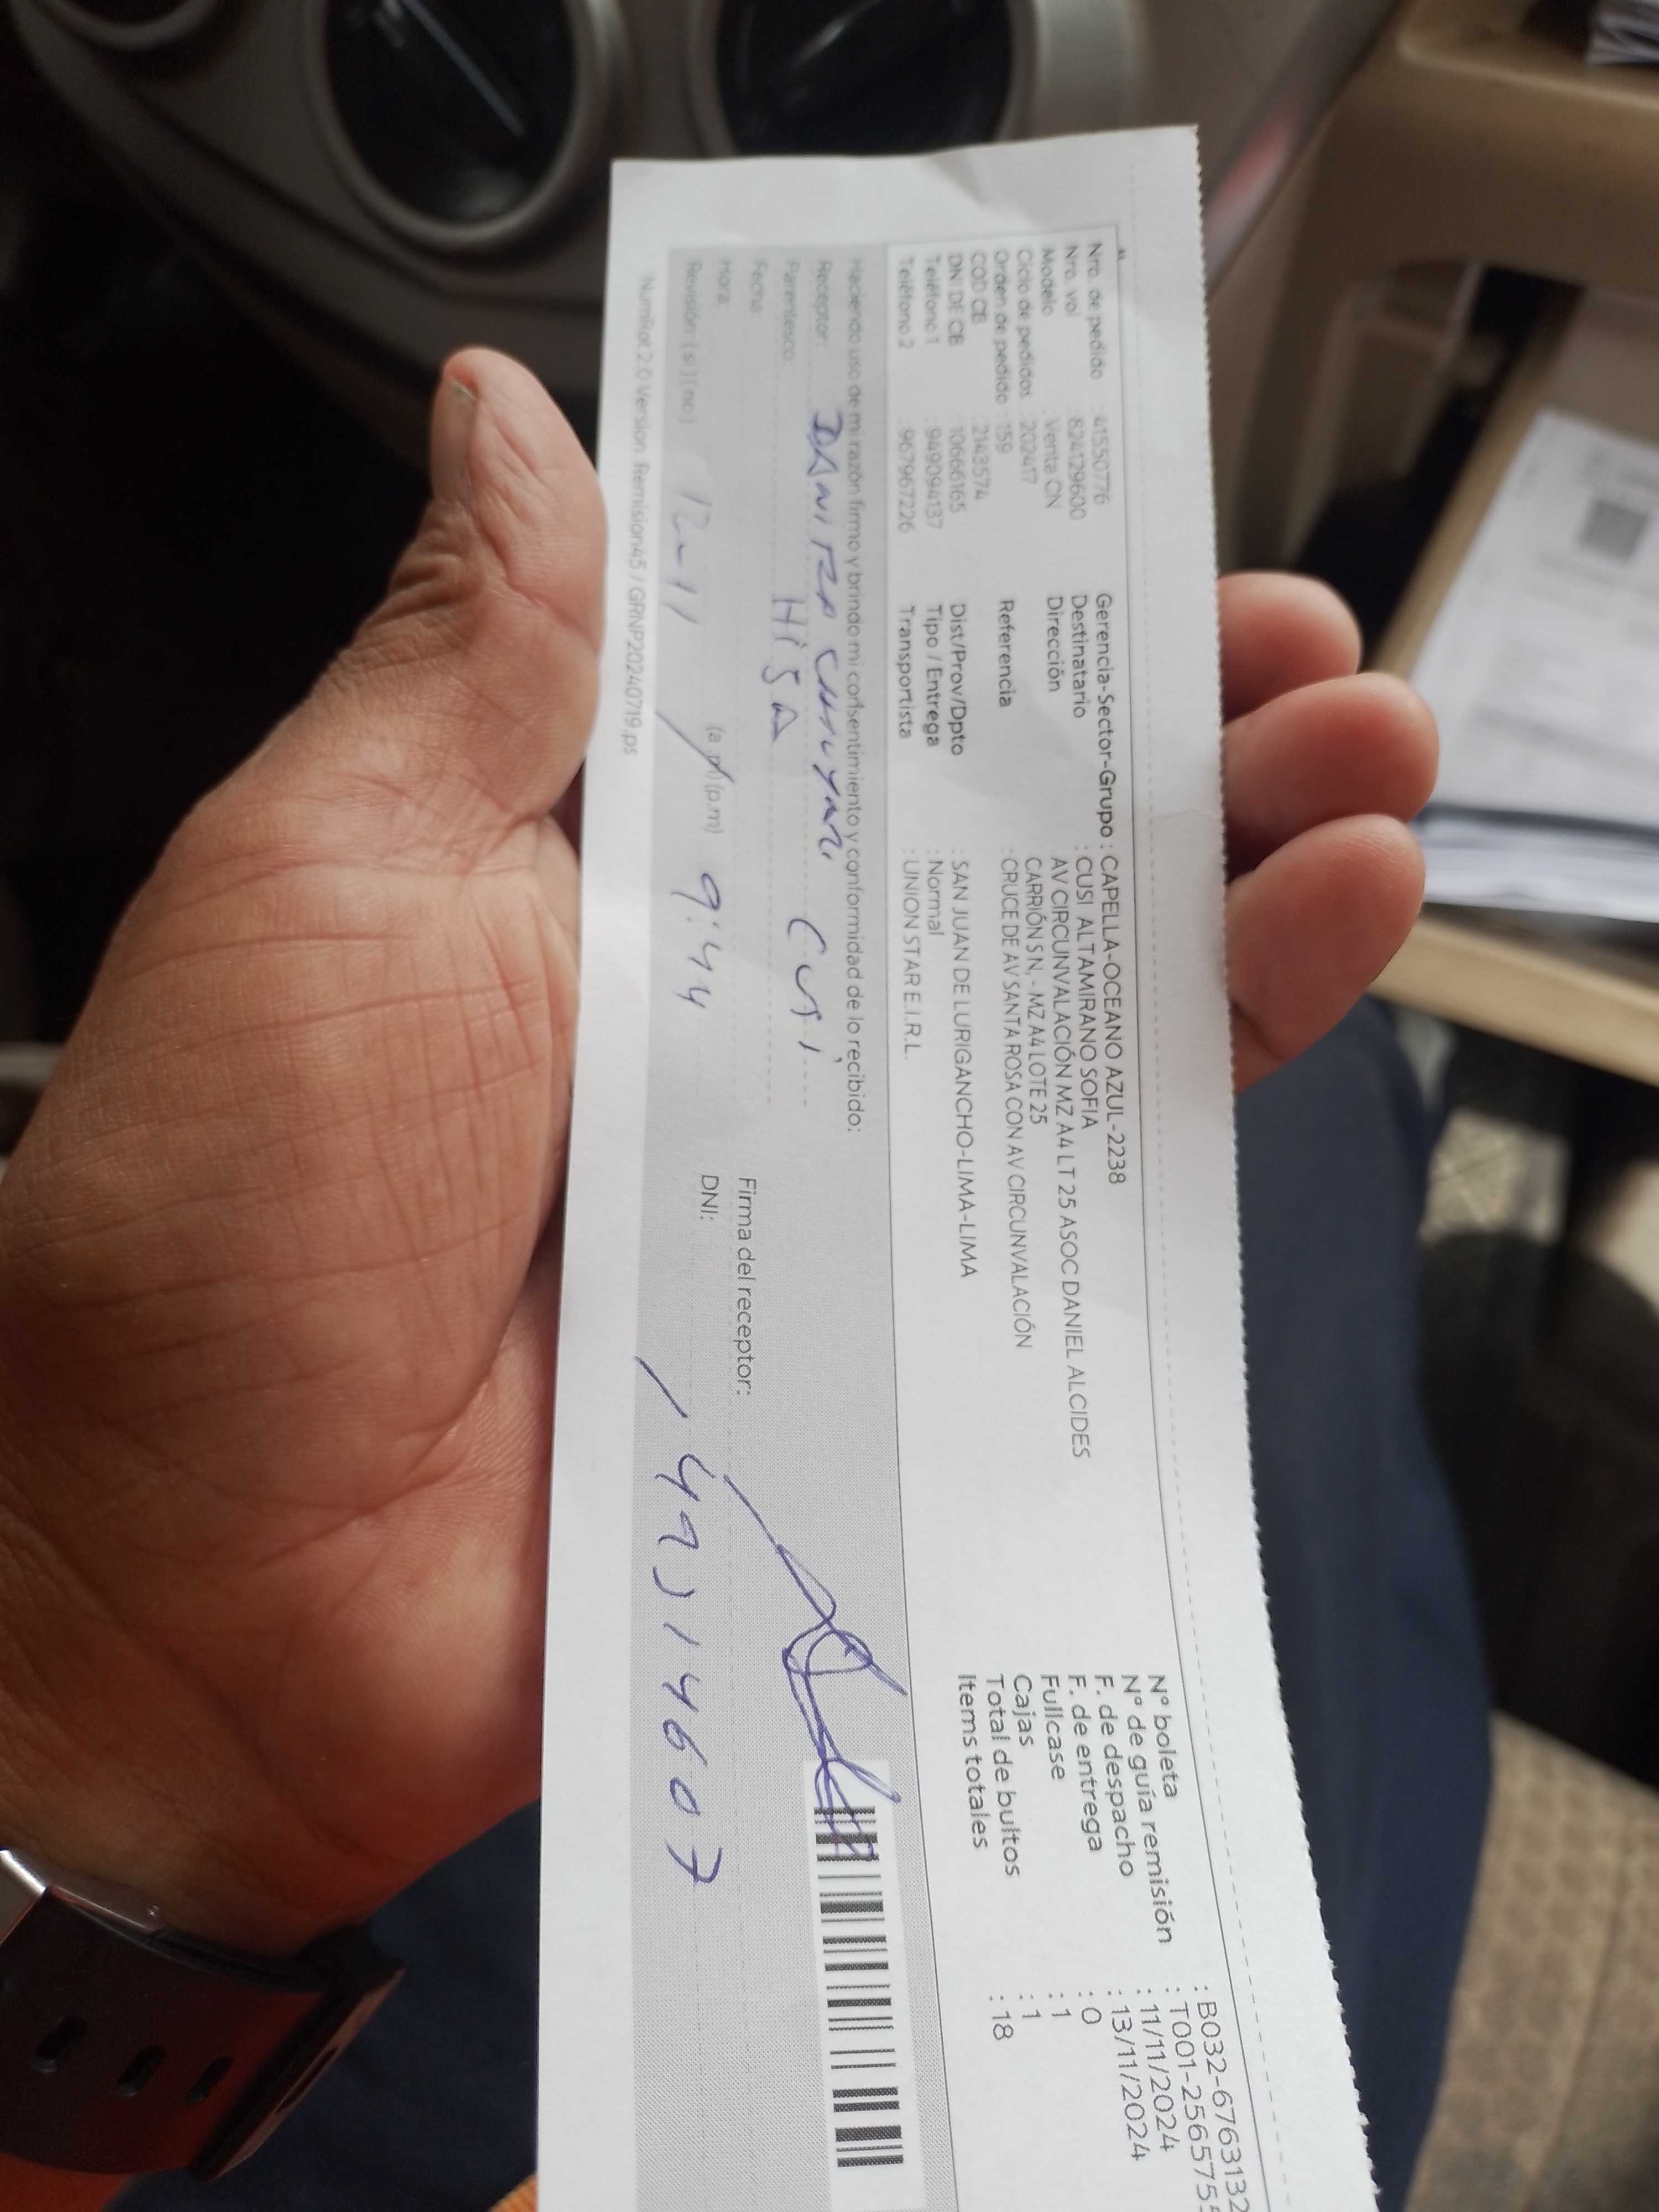 Nro. de pedido : 41550776
Nro. vol : 824129600
Modelo : Venta CN
Ciclo de pedidos : 202417
Orden de pedido : 159
COD CB : 2143574
DNI DE CB : 10666165
Teléfono 1 : 949094137
Teléfono 2 : 967967226
Gerencia-Sector-Grupo : CAPELLA-OCEANO AZUL-2238
Destinatario : CUSI ALTAMIRANO SOFIA
Dirección AV CIRCUNVALACIÓN MZ A4 LT 25 ASOC DANIEL ALCIDES
CARRIÓN S N, - MZ A4 LOTE 25
Referencia : CRUCE DE AV SANTA ROSA CON AV CIRCUNVALACIÓN
Dist/Prov/Dpto : SAN JUAN DE LURIGANCHO-LIMA-LIMA
Tipo / Entrega : Normal
Transportista : UNION STAR E.I.R.L.
N° boleta : B032-6763132
N° de guía remisión : T001-2565755
F. de despacho : 11/11/2024
F. de entrega : 13/11/2024
Fullcase : 0
Cajas : 1
Total de bultos : 1
Items totales : 18
Haciendo uso de mi razón firmo y brindo mi consentimiento y conformidad de lo recibido:
Receptor: Cusi
Parentesco: HiJA
Fecha
Hora: (a.m) (p.m)
Revisión (si) (no) 12-11 9:44
Firma del receptor:
DNI:
NumRot 2.0 Version Remision45 / GRNP20240719.ps